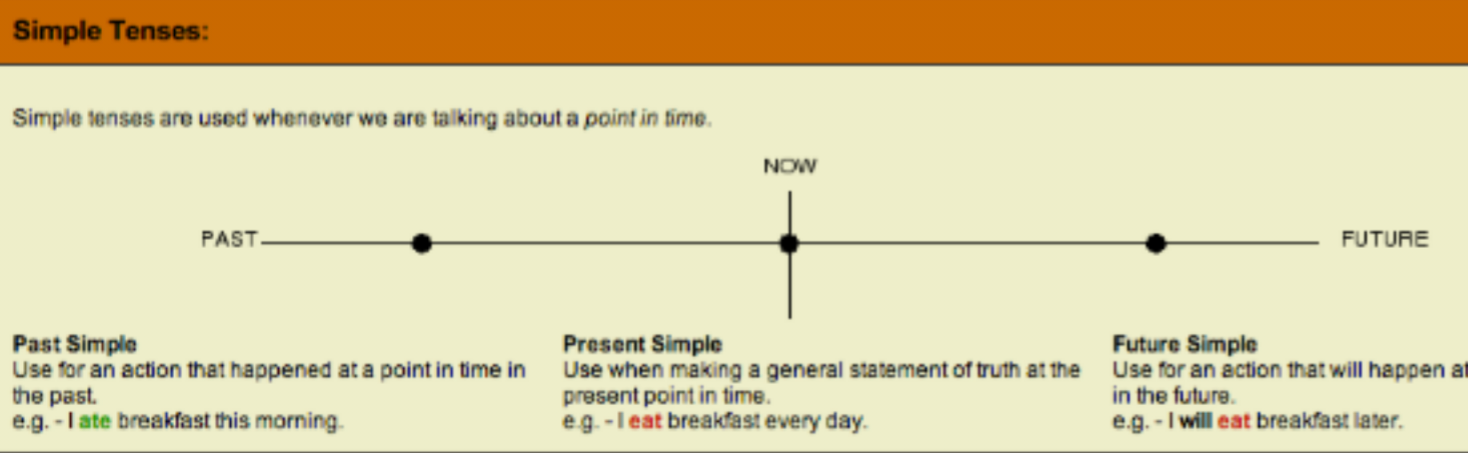 Simple Tenses:
Simple tenses are used whenever we are talking about a point in time.
NOW
PAST
FUTURE
Past Simple
Use for an action that happened at a point in time in
the past.
e.g. - I ate breakfast this morning.
Present Simple
Use when making a general statement of truth at the
present point in time.
e.g. - I eat breakfast every day.
Future Simple
Use for an action that will happen at
in the future.
e.g. - I will eat breakfast later.